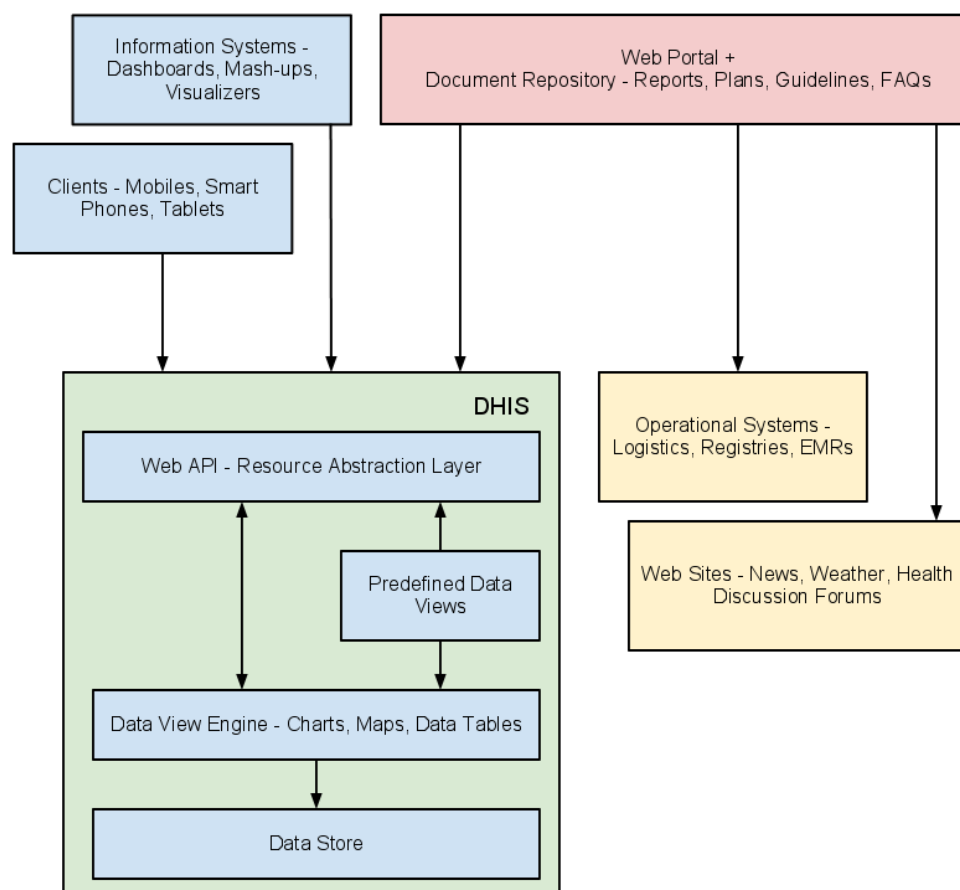 Information Systems -
Dashboards, Mash-ups,
Visualizers
Web Portal +
Document Repository - Reports, Plans, Guidelines, FAQs
Clients - Mobiles, Smart
Phones, Tablets
DHIS
Web API - Resource Abstraction Layer
Predefined Data
Views
Data View Engine - Charts, Maps, Data Tables
Data Store
Operational Systems -
Logistics, Registries, EMRs
Web Sites - News, Weather, Health
Discussion Forums